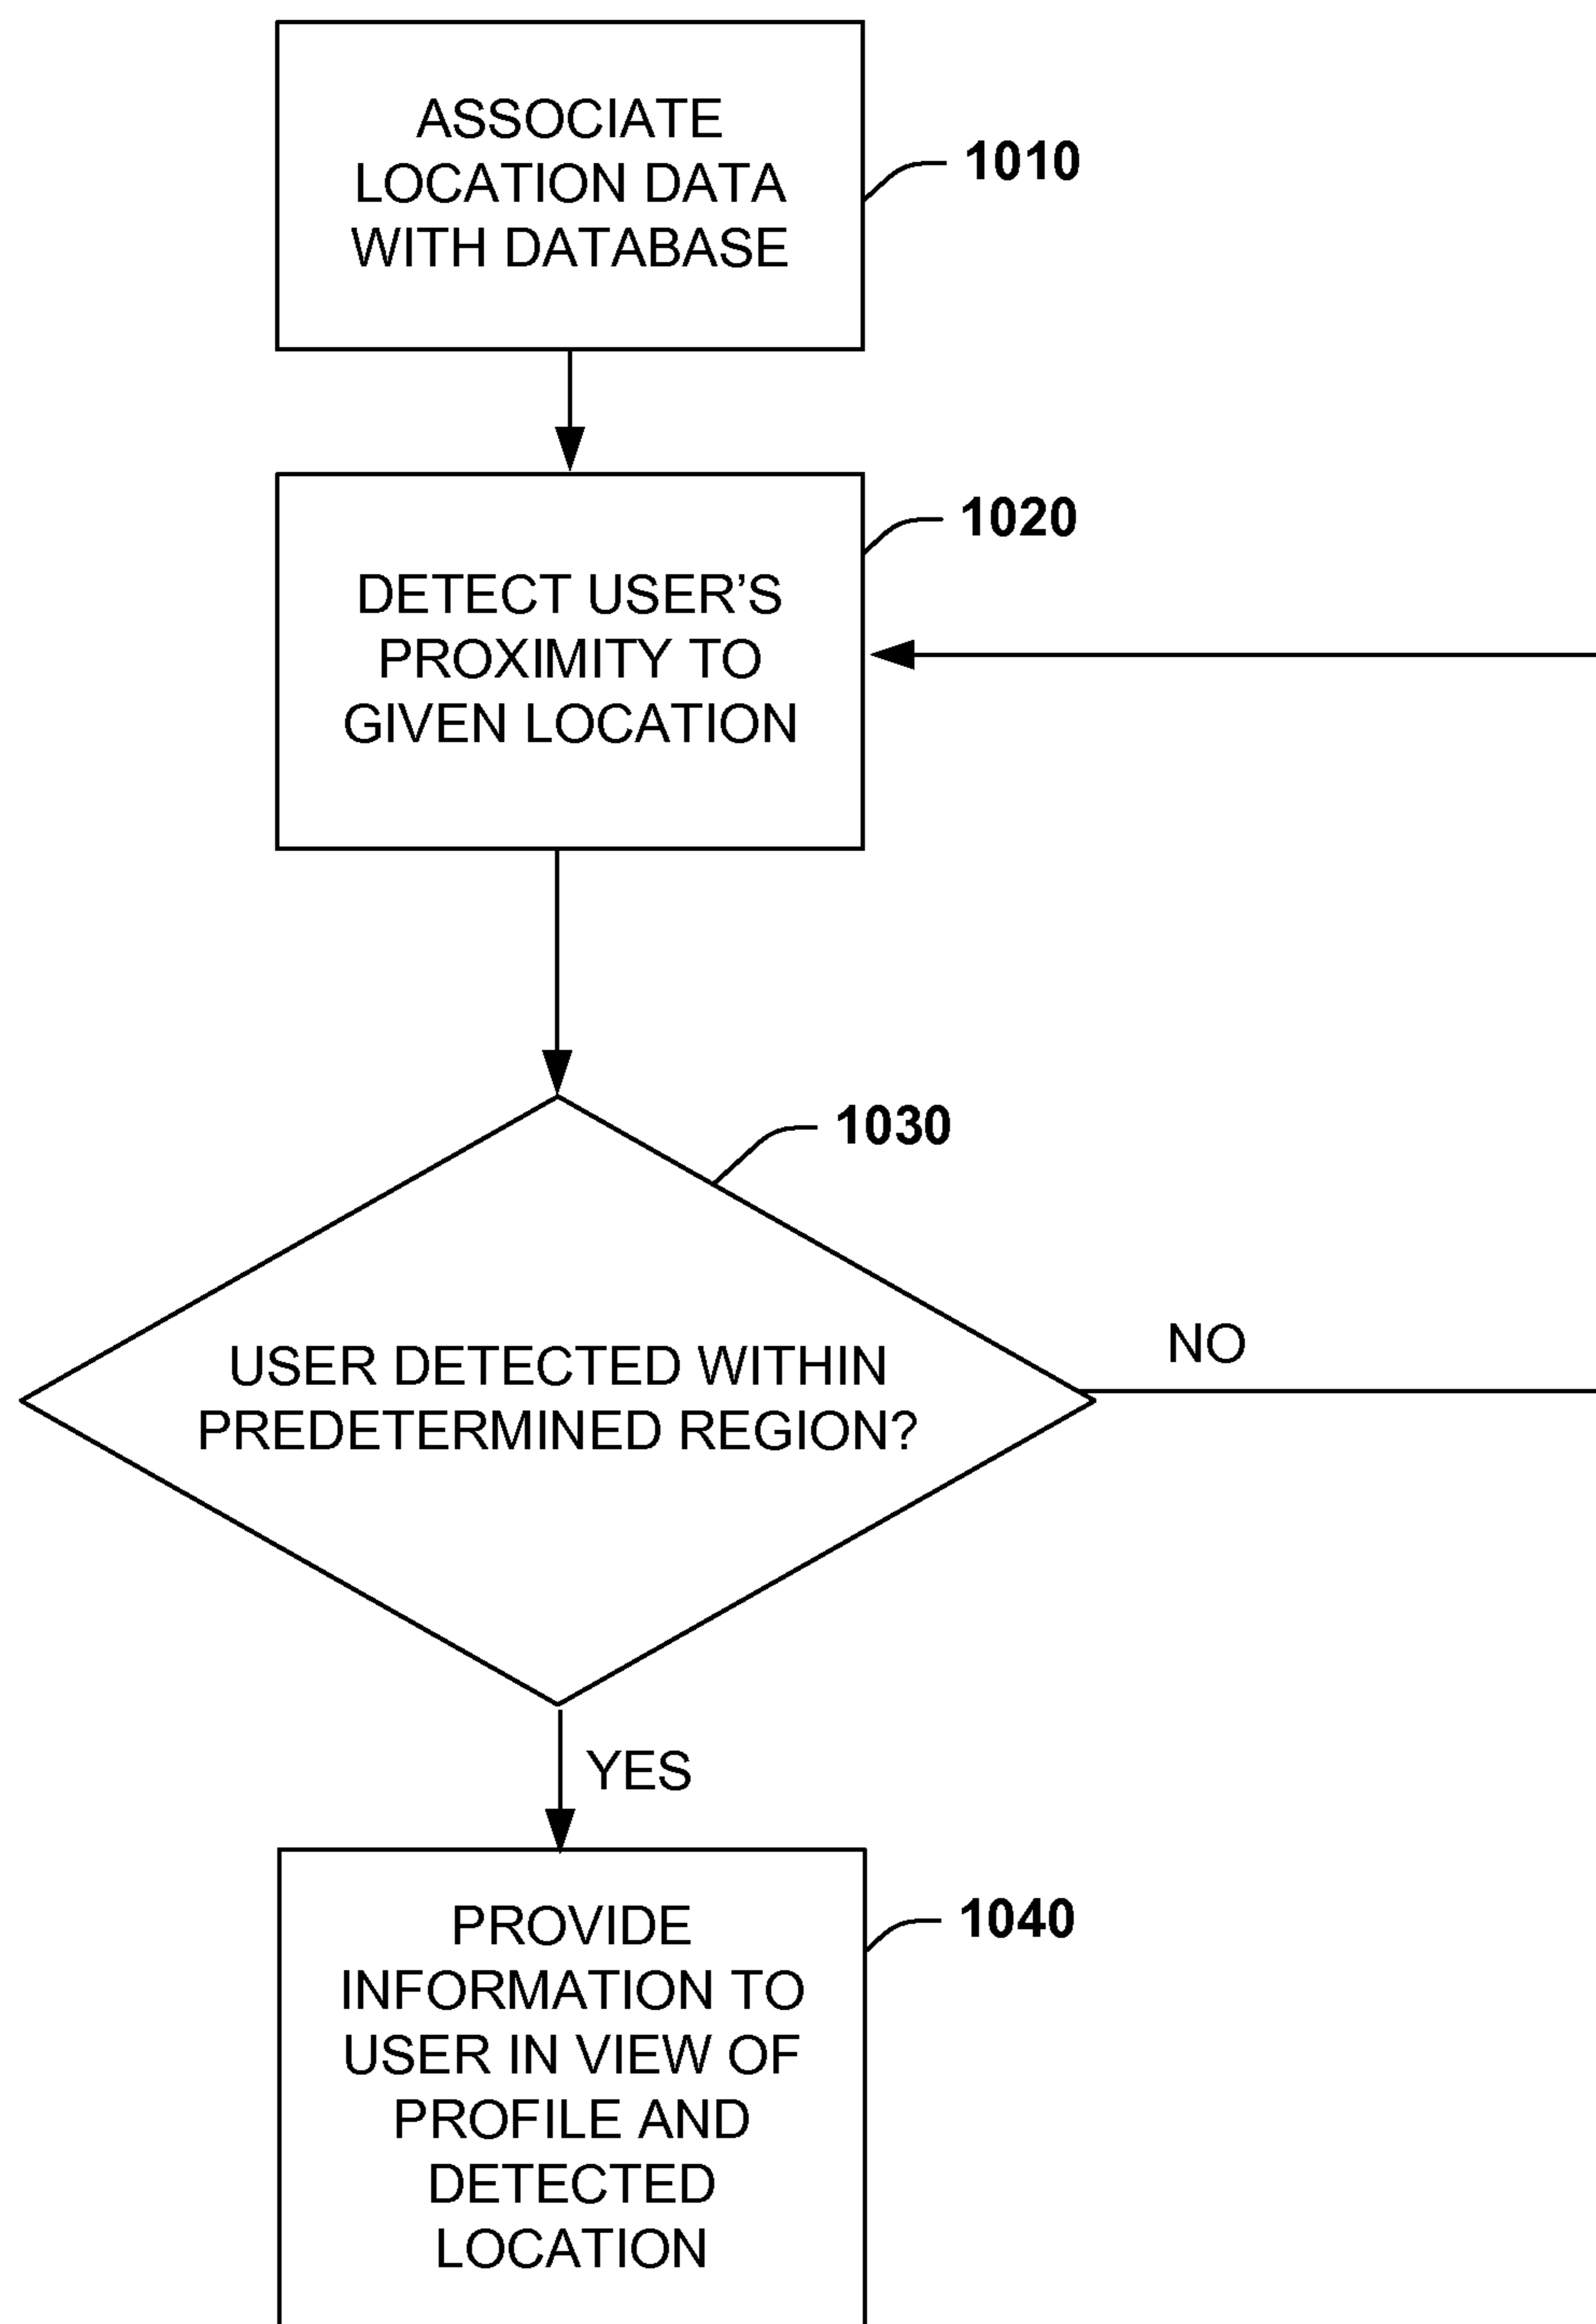 ASSOCIATE
LOCATION DATA
WITH DATABASE
1010
1020
DETECT USER’S
PROXIMITY TO
GIVEN LOCATION
1030
USER DETECTED WITHIN
PREDETERMINED REGION?
NO
YES
1040
PROVIDE
INFORMATION TO
USER IN VIEW OF
PROFILE AND
DETECTED
LOCATION